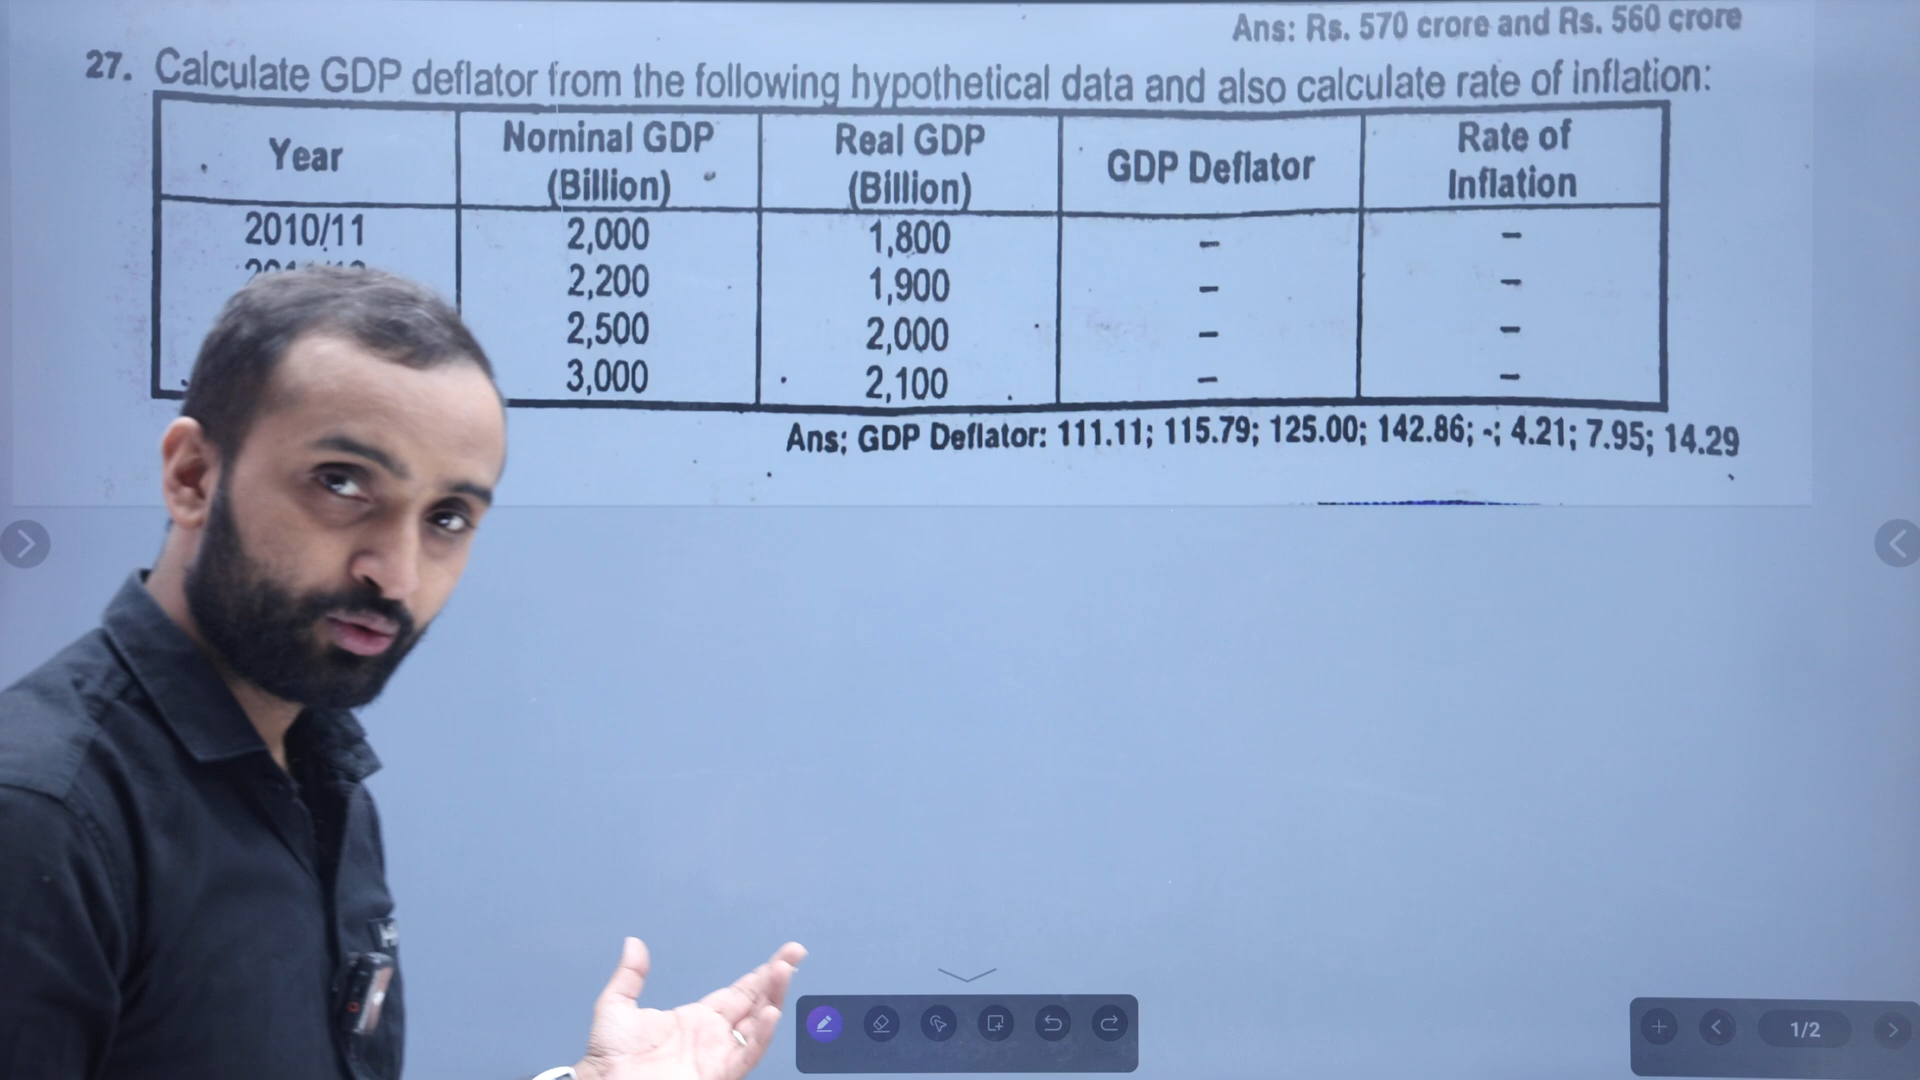 Ans: Rs. 570 crore and Rs. 560 crore
27. Calculate GDP deflator from the following hypothetical data and also calculate rate of inflation:
Year Nominal GDP (Billion) Real GDP (Billion) GDP Deflator Rate of Inflation
2010/11 2,000 1,800 – –
2,200 1,900 – –
2,500 2,000 – –
3,000 2,100 – –
Ans; GDP Deflator: 111.11; 115.79; 125.00; 142.86; -; 4.21; 7.95; 14.29
1/2